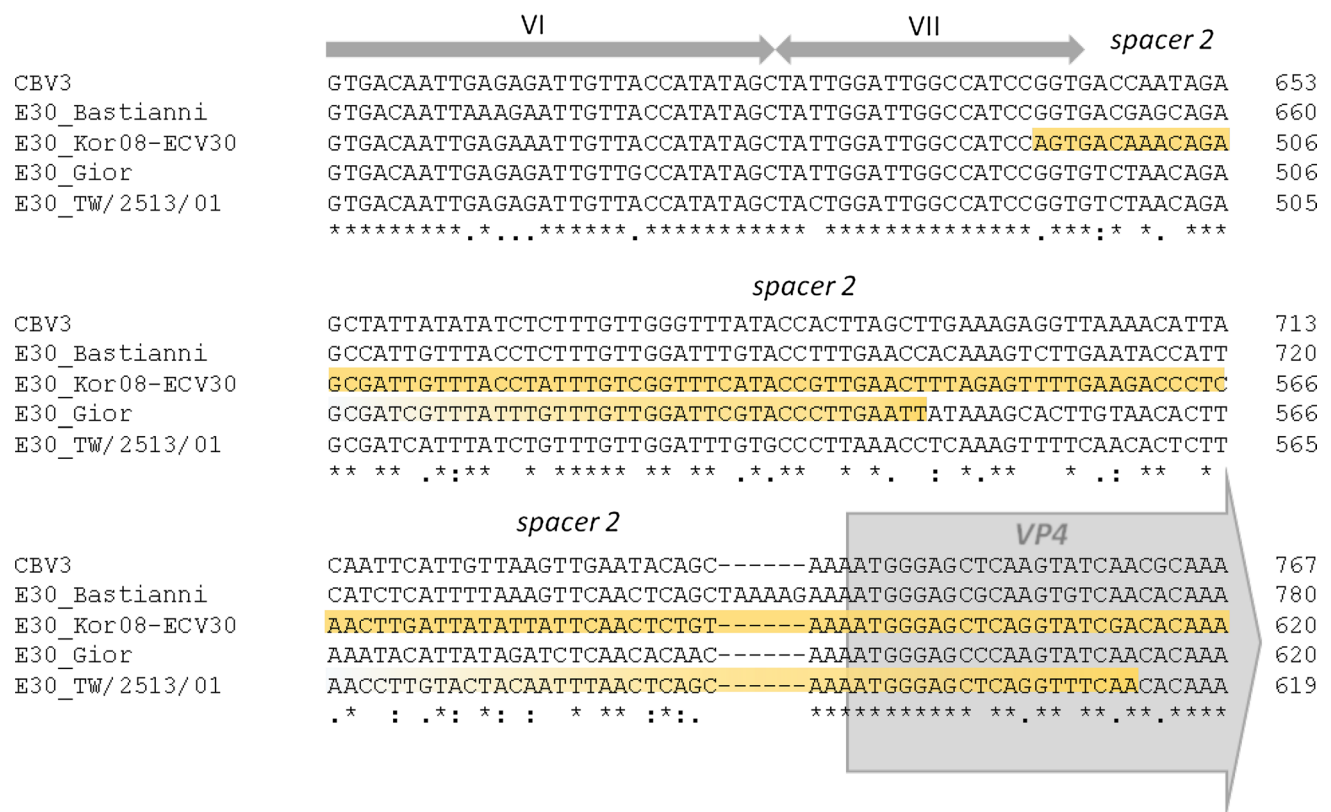 VI VII spacer 2
CBV3 GTGACAATTGAGAGATTGTTACCATATAGCTATTGGATTGGCCATCCGGTGACCAATAGA 653
E30_Bastianni GTGACAATTAAAGAATTGTTACCATATAGCTATTGGATTGGCCATCCGGTGACGAGCAGA 660
E30_Kor08-ECV30 GTGACAATTGAGAAATTGTTACCATATAGCTATTGGATTGGCCATCCAGTGACAAACAGA 506
E30_Gior GTGACAATTGAGAGATTGTTGCCATATAGCTATTGGATTGGCCATCCGGTGTCTAACAGA 506
E30_TW/2513/01 GTGACAATTGAGAGATTGTTACCATATAGCTACTGGATTGGCCATCCGGTGTCTAACAGA 505
*********.*...******.*********** **************.***:* *. ***
spacer 2
CBV3 GCTATTATATATCTCTTTGTTGGGTTTATACCACTTAGCTTGAAAGAGGTTAAAACATTA 713
E30_Bastianni GCCATTGTTTACCTCTTTGTTGGATTTGTACCTTTGAACCACAAAGTCTTGAATACCATT 720
E30_Kor08-ECV30 GCGATTGTTTACCTATTTGTCGGTTTCATACCGTTGAACTTTAGAGTTTTGAAGACCCTC 566
E30_Gior GCGATCGTTTATTTGTTTGTTGGATTCGTACCCTTGAATTATAAAGCACTTGTAACACTT 566
E30_TW/2513/01 GCGATCATTTATCTGTTTGTTGGATTTGTGCCCTTAAACCTCAAAGTTTTCAACACTCTT 565
** ** .*:** * ***** ** ** .*.** * *. : *.** * .: ** *
spacer 2 VP4
CBV3 CAATTCATTGTTAAGTTGAATACAGC------AAAATGGGAGCTCAAGTATCAACGCAAA 767
E30_Bastianni CATCTCATTTTAAAGTTCAACTCAGCTAAAAGAAAATGGGAGCGCAAGTGTCAACACAAA 780
E30_Kor08-ECV30 AACTTGATTATATTATTCAACTCTGT------AAAATGGGAGCTCAGGTATCGACACAAA 620
E30_Gior AAATACATTATAGATCTCAACACAAC------AAAATGGGAGCCCAAGTATCAACACAAA 620
E30_TW/2513/01 AACCTTGTACTACAATTTAACTCAGC------AAAATGGGAGCTCAGGTTTCAACACAAA 619
.* : .*: *: : * ** :*:. *********** **.** **.**.****